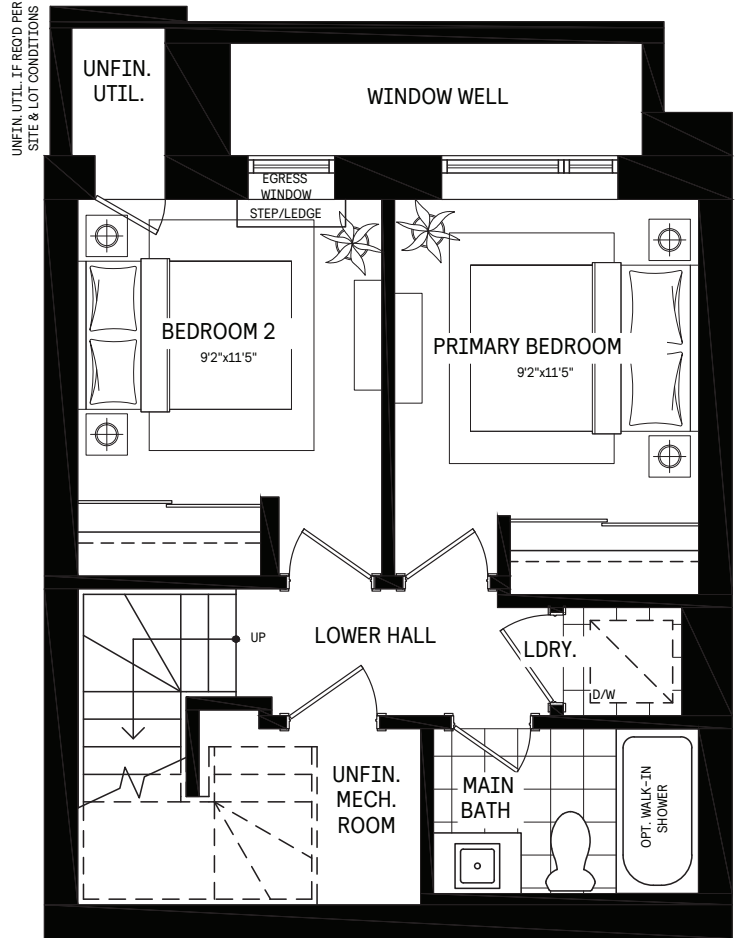 UNFIN. UTIL. IF REQ'D PER
SITE & LOT CONDITIONS
UNFIN.
UTIL.
WINDOW WELL
EGRESS
WINDOW
STEP/LEDGE
BEDROOM 2
9'2"x11'5"
PRIMARY BEDROOM
9'2"x11'5"
UP
LOWER HALL
LDRY.
D/W
UNFIN.
MECH.
ROOM
MAIN
BATH
OPT. WALK-IN
SHOWER